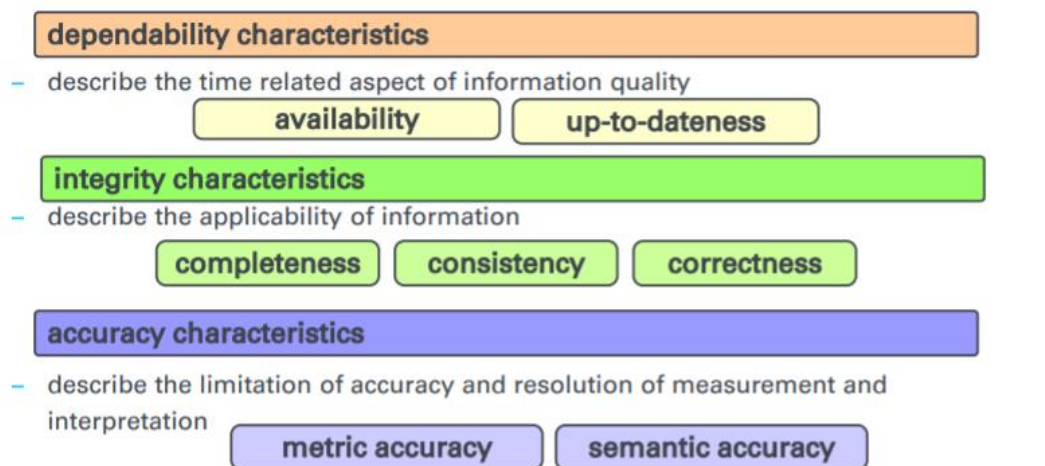 dependability characteristics
– describe the time related aspect of information quality
availability up-to-dateness
integrity characteristics
– describe the applicability of information
completeness consistency correctness
accuracy characteristics
– describe the limitation of accuracy and resolution of measurement and
interpretation
metric accuracy semantic accuracy